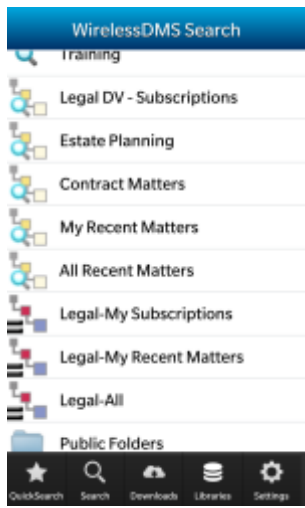 WirelessDMS Search
Training
Legal DV - Subscriptions
Estate Planning
Contract Matters
My Recent Matters
All Recent Matters
Legal-My Subscriptions
Legal-My Recent Matters
Legal-All
Public Folders
QuickSearch
Search
Downloads
Libraries
Settings